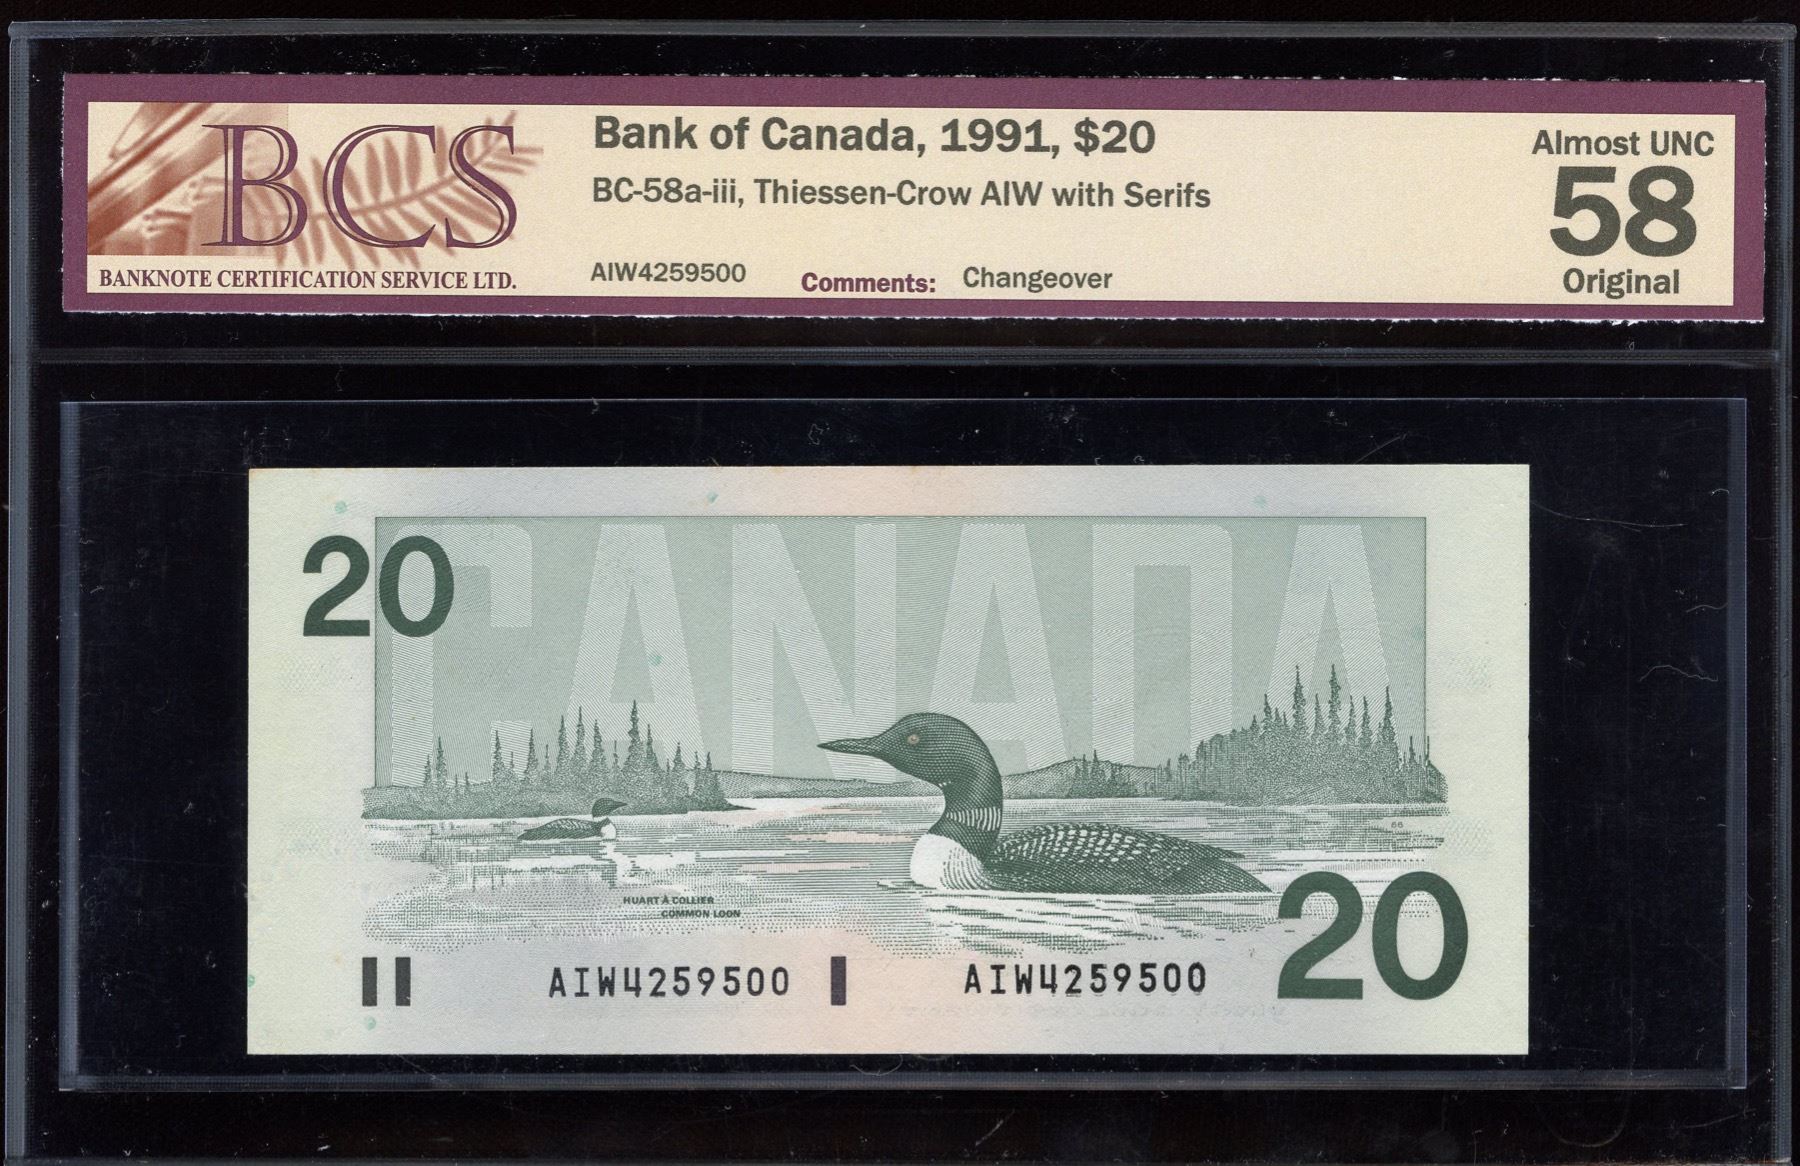 BCS
BANKNOTE CERTIFICATION SERVICE LTD.
Bank of Canada, 1991, $20
BC-58a-iii, Thiessen-Crow AIW with Serifs
AIW4259500 Comments: Changeover
Almost UNC
58
Original
CANADA
20
66
HUART À COLLIER
COMMON LOON
20
AIW4259500 AIW4259500